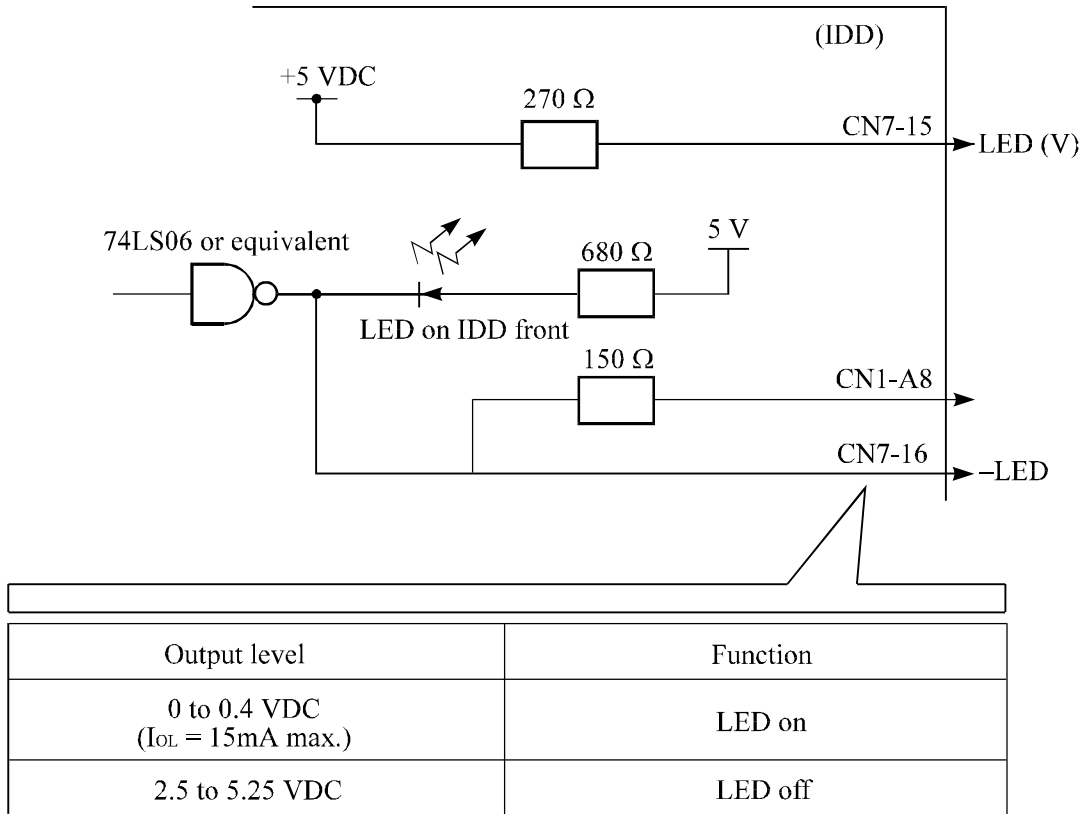 (IDD)
+5 VDC
270 Ω
CN7-15
LED (V)
74LS06 or equivalent
680 Ω
5 V
LED on IDD front
150 Ω
CN1-A8
CN7-16
–LED
Output level
Function
0 to 0.4 VDC
(IOL = 15mA max.)
LED on
2.5 to 5.25 VDC
LED off